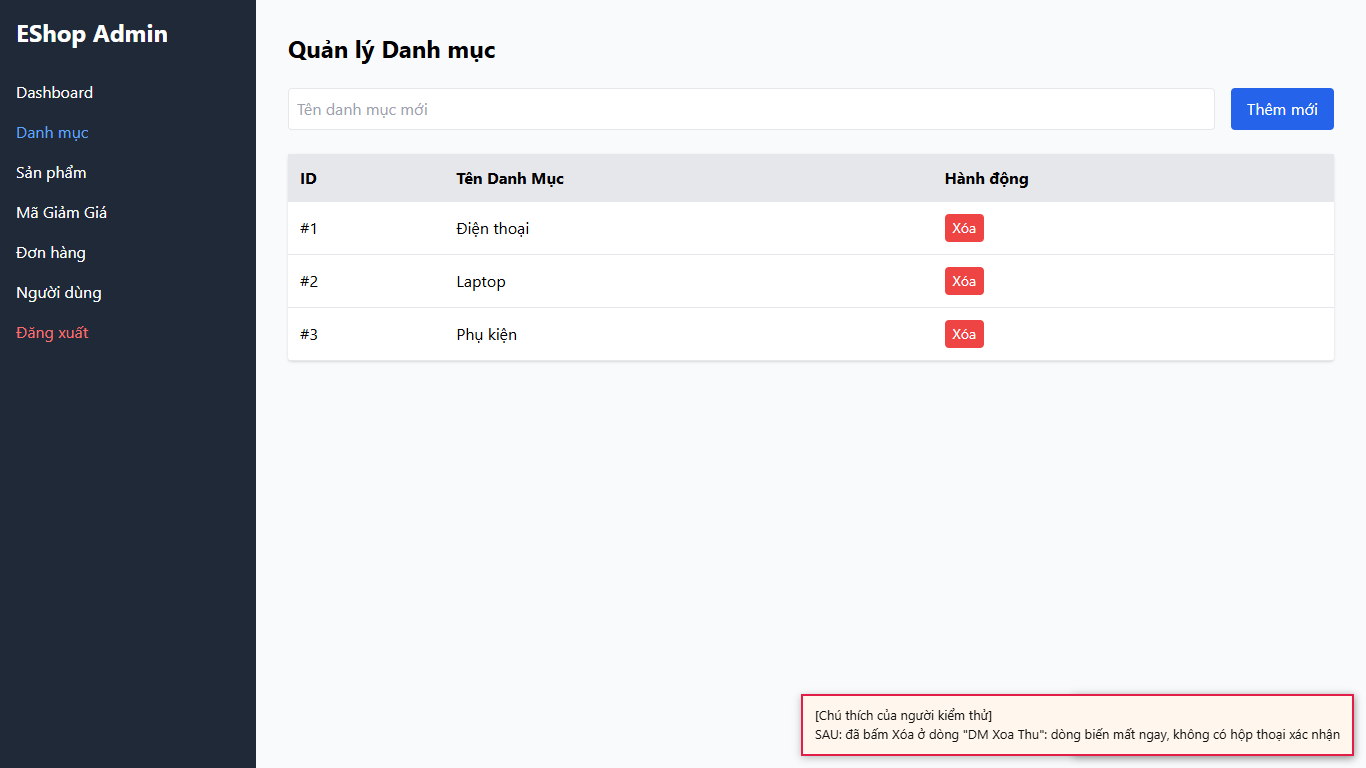 EShop Admin
Dashboard
Danh mục
Sản phẩm
Mã Giảm Giá
Đơn hàng
Người dùng
Đăng xuất
Quản lý Danh mục
Tên danh mục mới
Thêm mới
ID Tên Danh Mục Hành động
#1 Điện thoại Xóa
#2 Laptop Xóa
#3 Phụ kiện Xóa
[Chú thích của người kiểm thử]
SAU: đã bấm Xóa ở dòng "DM Xoa Thu": dòng biến mất ngay, không có hộp thoại xác nhận